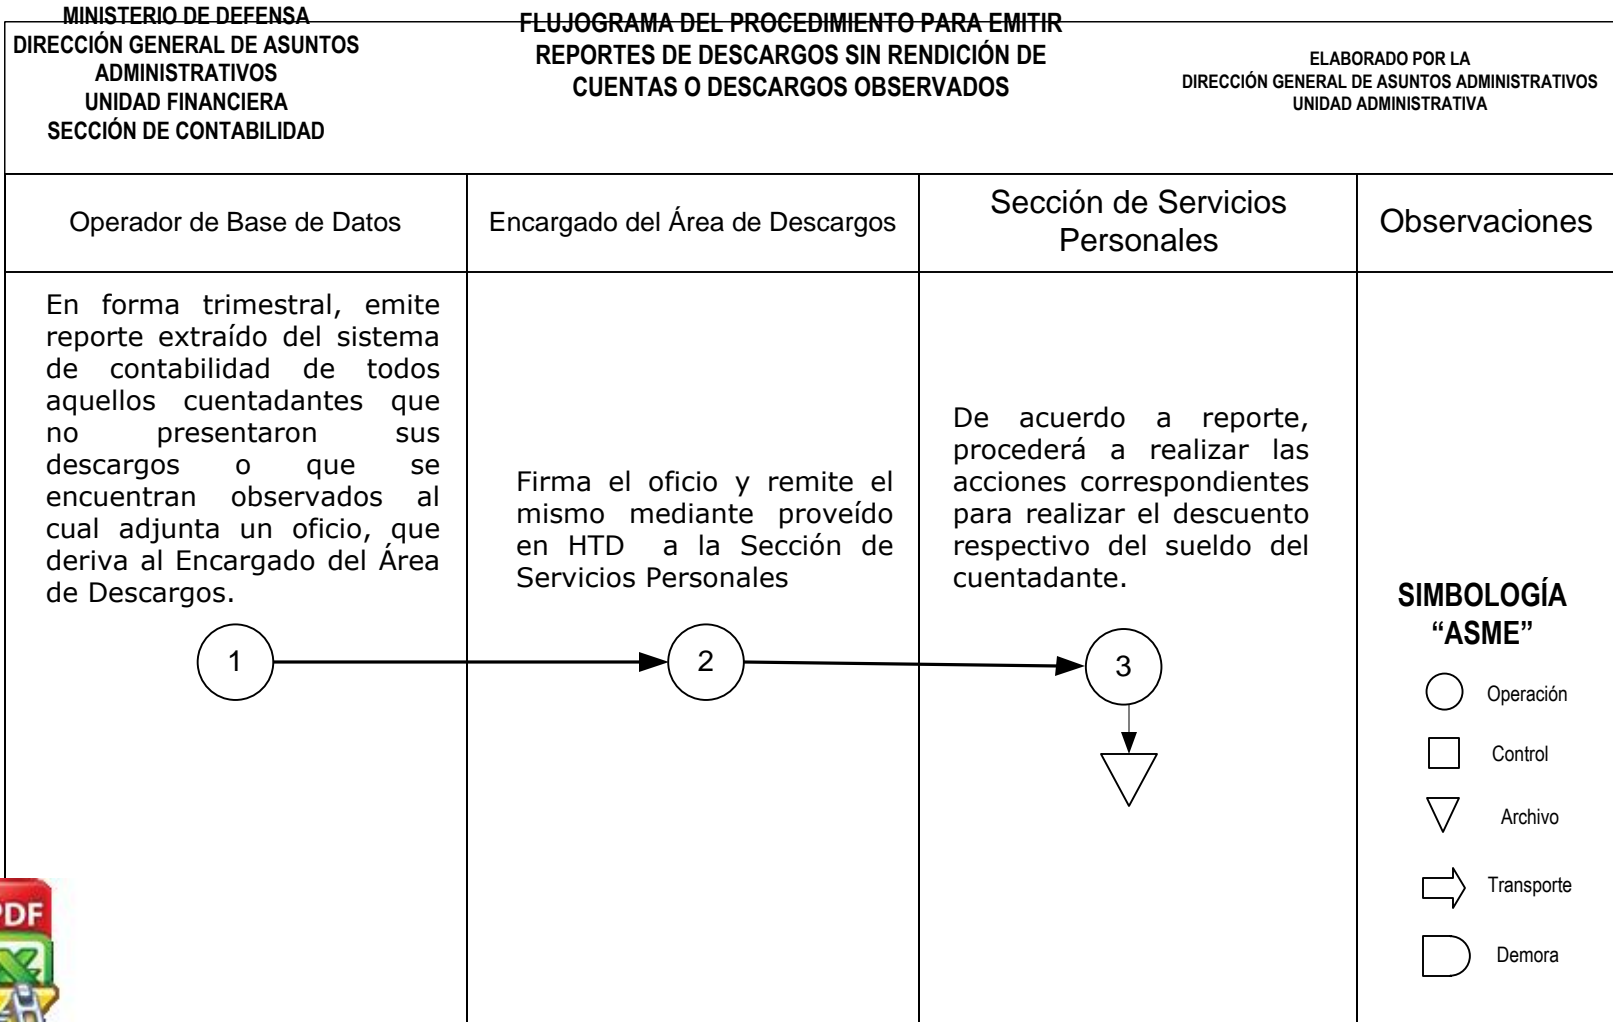 MINISTERIO DE DEFENSA
DIRECCIÓN GENERAL DE ASUNTOS
ADMINISTRATIVOS
UNIDAD FINANCIERA
SECCIÓN DE CONTABILIDAD
FLUJOGRAMA DEL PROCEDIMIENTO PARA EMITIR
REPORTES DE DESCARGOS SIN RENDICIÓN DE
CUENTAS O DESCARGOS OBSERVADOS
ELABORADO POR LA
DIRECCIÓN GENERAL DE ASUNTOS ADMINISTRATIVOS
UNIDAD ADMINISTRATIVA
Operador de Base de Datos
Encargado del Área de Descargos
Sección de Servicios
Personales
Observaciones
En forma trimestral, emite
reporte extraído del sistema
de contabilidad de todos
aquellos cuentadantes que
no presentaron sus
descargos o que se
encuentran observados al
cual adjunta un oficio, que
deriva al Encargado del Área
de Descargos.
1
Firma el oficio y remite el
mismo mediante proveído
en HTD a la Sección de
Servicios Personales
2
De acuerdo a reporte,
procederá a realizar las
acciones correspondientes
para realizar el descuento
respectivo del sueldo del
cuentadante.
3
SIMBOLOGÍA
“ASME”
Operación
Control
Archivo
Transporte
Demora
PDF